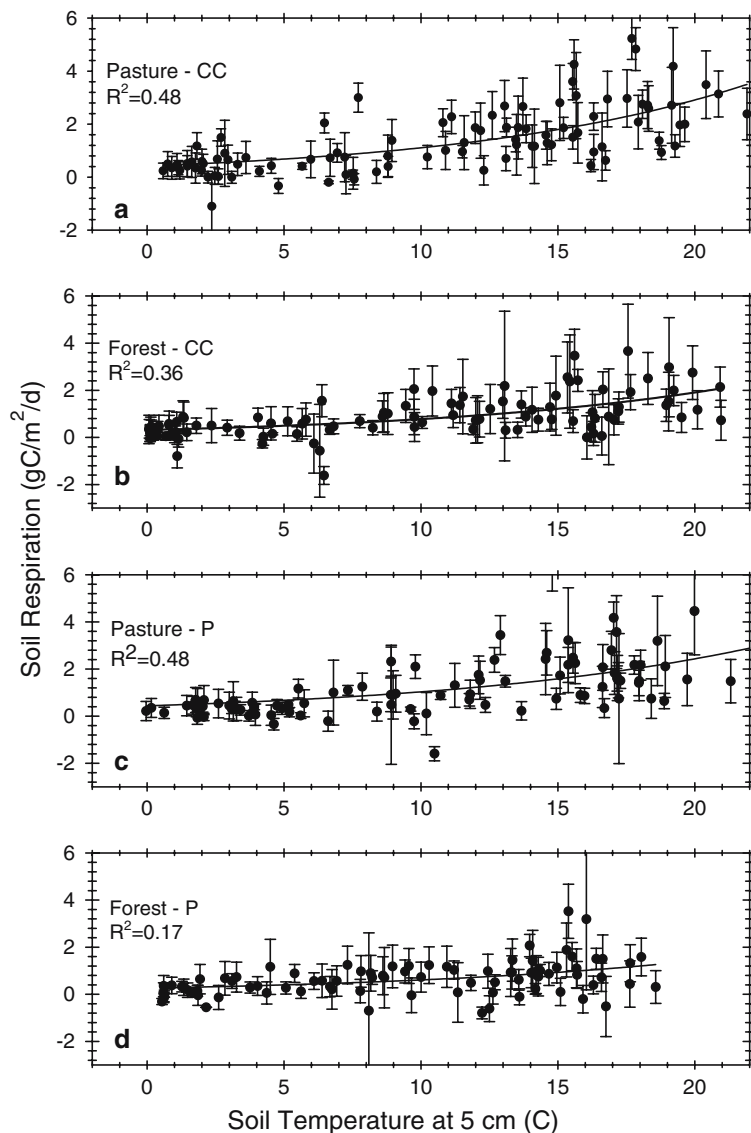 6
4
2
0
-2
Pasture - CC
R²=0.48
a
0 5 10 15 20
6
4
2
0
-2
Forest - CC
R²=0.36
b
0 5 10 15 20
6
4
2
0
-2
Pasture - P
R²=0.48
c
0 5 10 15 20
6
4
2
0
-2
Forest - P
R²=0.17
d
0 5 10 15 20
Soil Respiration (gC/m²/d)
Soil Temperature at 5 cm (C)